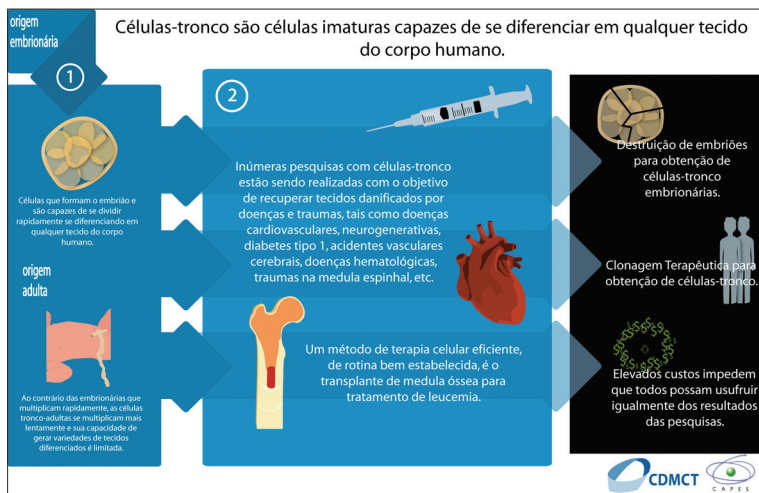 origem
embrionária
Células-tronco são células imaturas capazes de se diferenciar em qualquer tecido
do corpo humano.
1
Células que formam o embrião e
são capazes de se dividir
rapidamente se diferenciando em
qualquer tecido do corpo
humano.
origem
adulta
Ao contrário das embrionárias que
multiplicam rapidamente, as células
tronco-adultas se multiplicam mais
lentamente e sua capacidade de
gerar variedades de tecidos
diferenciados é limitada.
2
Inúmeras pesquisas com células-tronco
estão sendo realizadas com o objetivo
de recuperar tecidos danificados por
doenças e traumas, tais como doenças
cardiovasculares, neurogenerativas,
diabetes tipo 1, acidentes vasculares
cerebrais, doenças hematológicas,
traumas na medula espinhal, etc.
Um método de terapia celular eficiente,
de rotina bem estabelecida, é o
transplante de medula óssea para
tratamento de leucemia.
Destruição de embriões
para obtenção de
células-tronco
embrionárias.
Clonagem Terapêutica para
obtenção de células-tronco.
Elevados custos impedem
que todos possam usufruir
igualmente dos resultados
das pesquisas.
CDMCT
CAPES